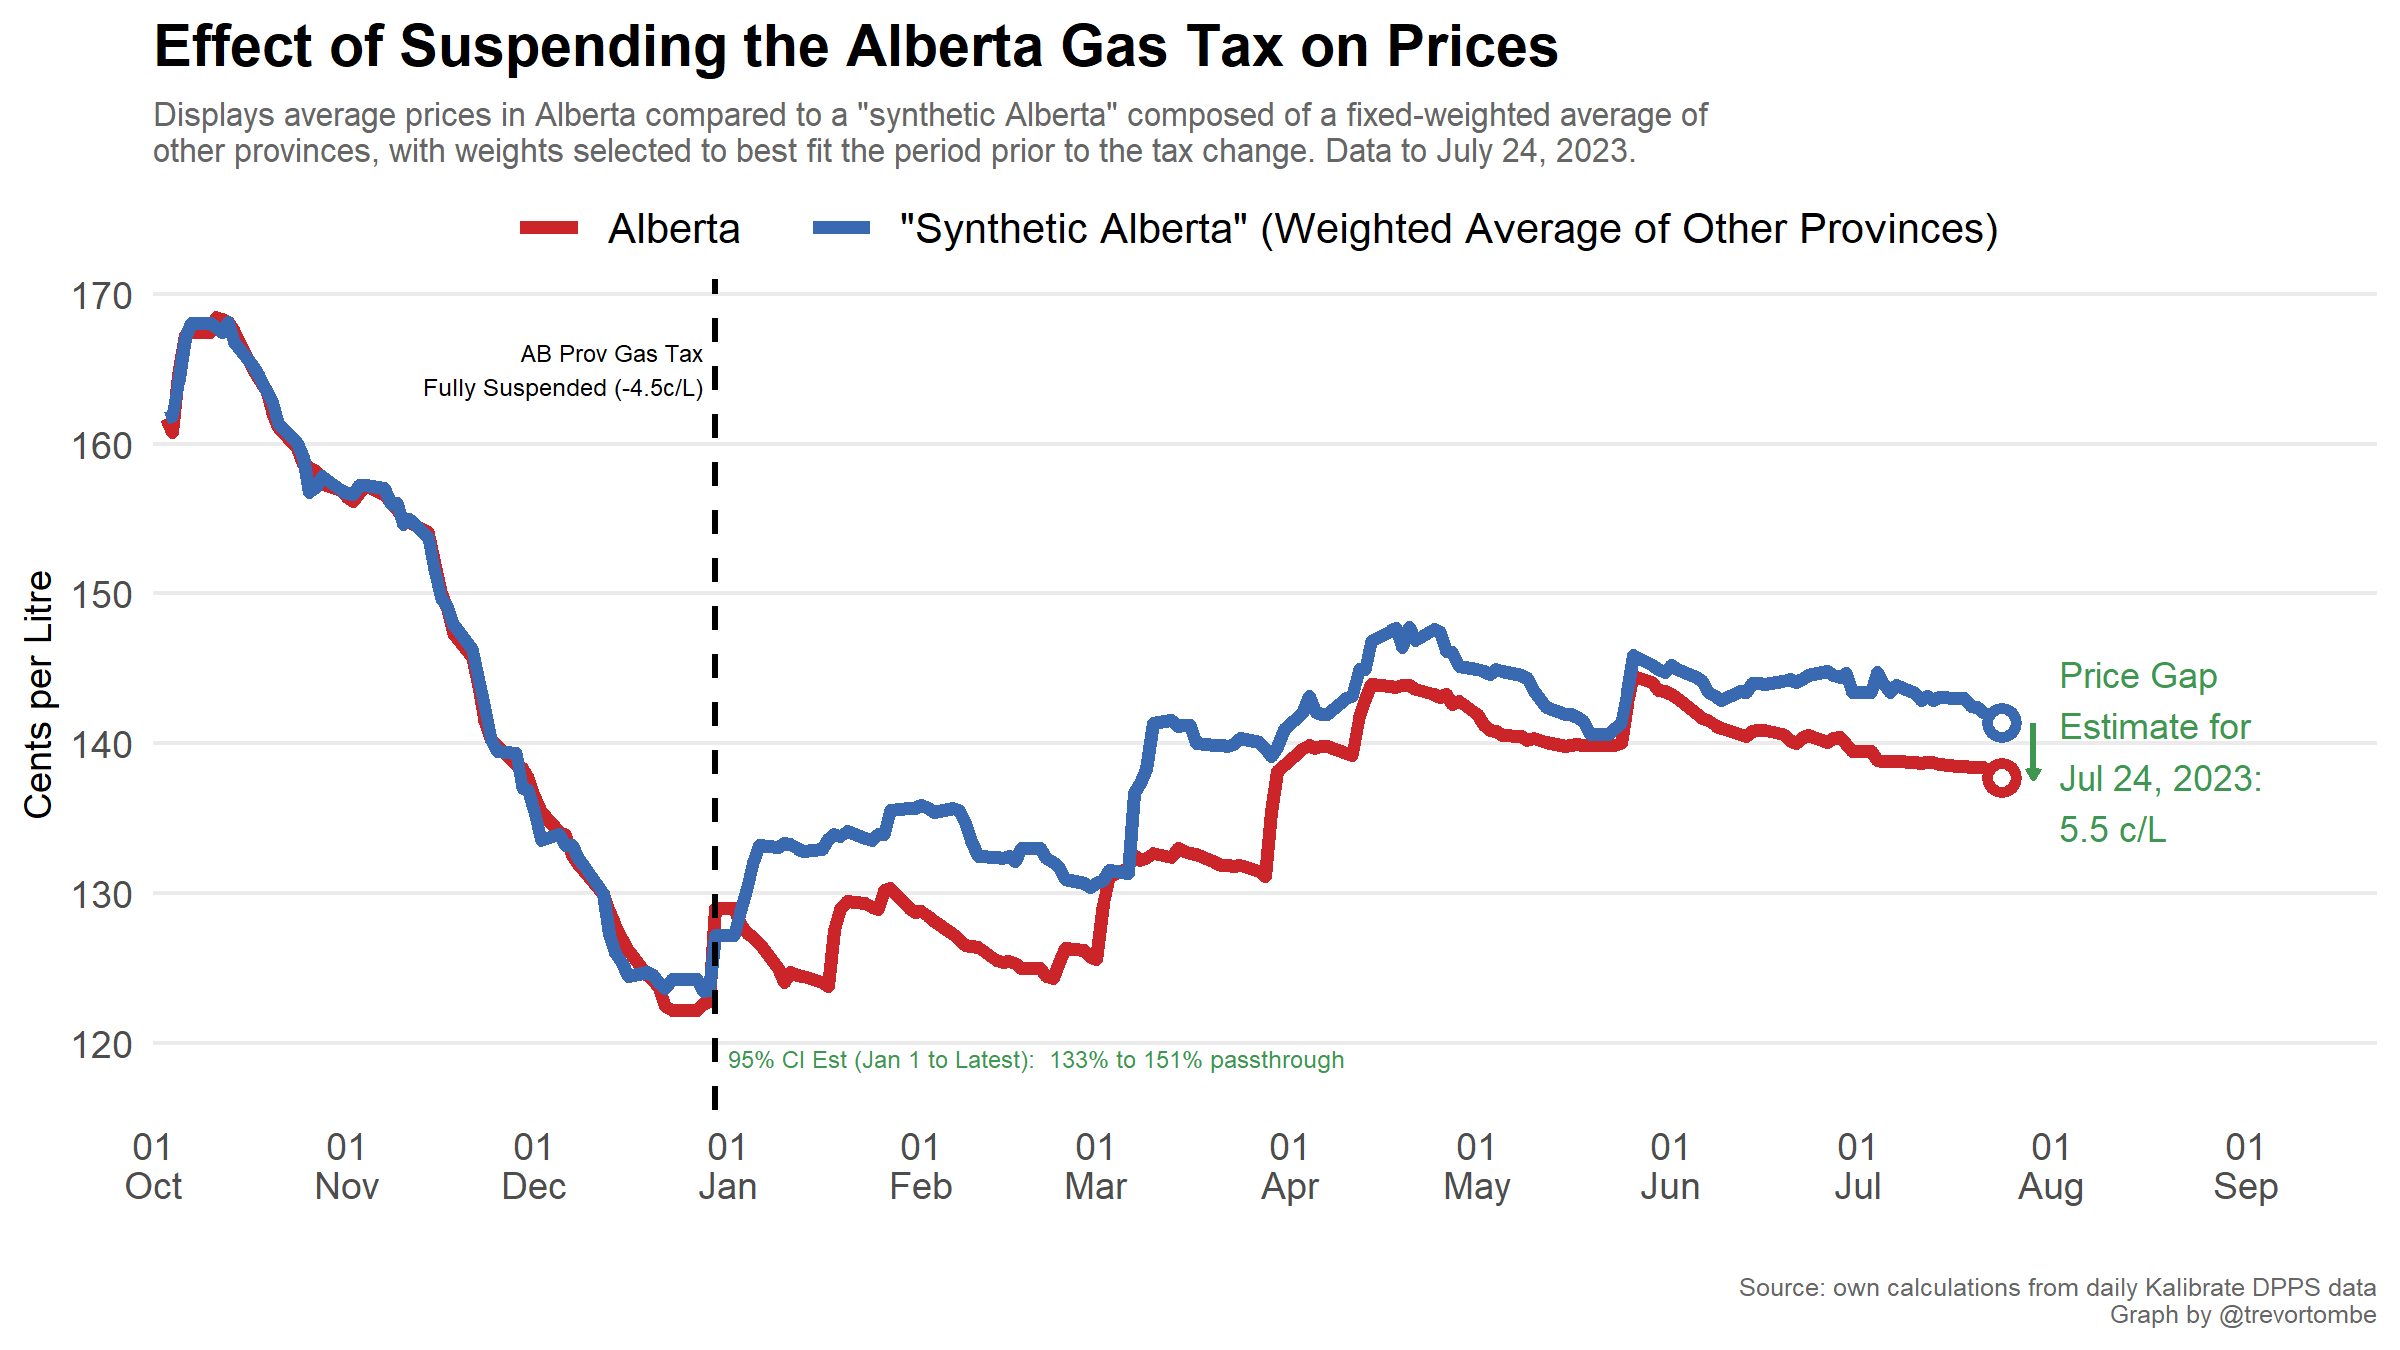 Effect of Suspending the Alberta Gas Tax on Prices
Displays average prices in Alberta compared to a "synthetic Alberta" composed of a fixed-weighted average of
other provinces, with weights selected to best fit the period prior to the tax change. Data to July 24, 2023.
Alberta
"Synthetic Alberta" (Weighted Average of Other Provinces)
Cents per Litre
170
160
150
140
130
120
AB Prov Gas Tax
Fully Suspended (-4.5c/L)
Price Gap
Estimate for
Jul 24, 2023:
5.5 c/L
95% CI Est (Jan 1 to Latest):  133% to 151% passthrough
01 01 01 01 01 01 01 01 01 01 01 01
Oct Nov Dec Jan Feb Mar Apr May Jun Jul Aug Sep
Source: own calculations from daily Kalibrate DPPS data
Graph by @trevortombe